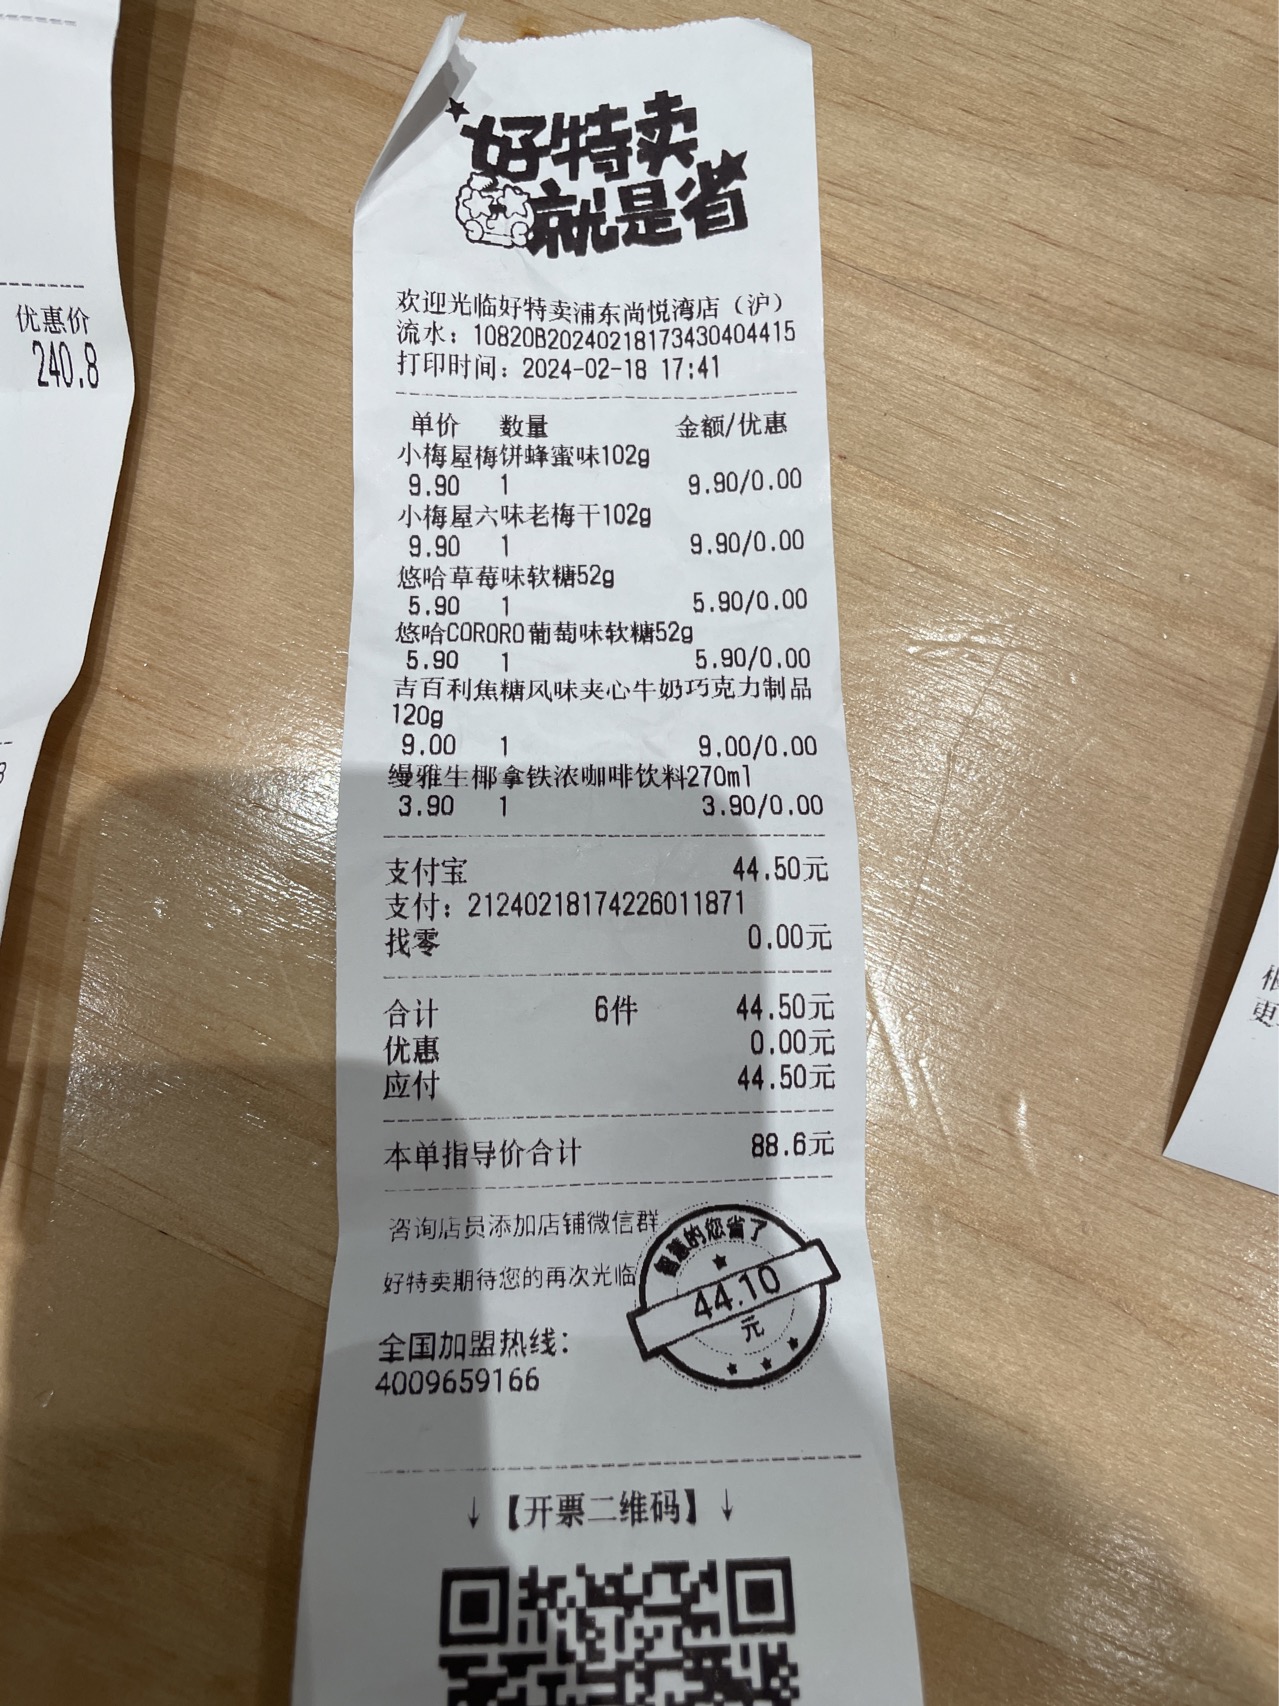 优惠价
240.8
好特卖
就是省
欢迎光临好特卖浦东尚悦湾店（沪）
流水：10820B20240218173430404415
打印时间：2024-02-18 17:41
单价 数量 金额/优惠
小梅屋梅饼蜂蜜味102g
9.90 1 9.90/0.00
小梅屋六味老梅干102g
9.90 1 9.90/0.00
悠哈草莓味软糖52g
5.90 1 5.90/0.00
悠哈CORORO葡萄味软糖52g
5.90 1 5.90/0.00
吉百利焦糖风味夹心牛奶巧克力制品
120g
9.00 1 9.00/0.00
缦雅生椰拿铁浓咖啡饮料270ml
3.90 1 3.90/0.00
支付宝 44.50元
支付：21240218174226011871
找零 0.00元
合计 6件 44.50元
优惠 0.00元
应付 44.50元
本单指导价合计 88.6元
咨询店员添加店铺微信群
好特卖期待您的再次光临
智慧的您省了
44.10
元
全国加盟热线：
4009659166
↓【开票二维码】↓
更